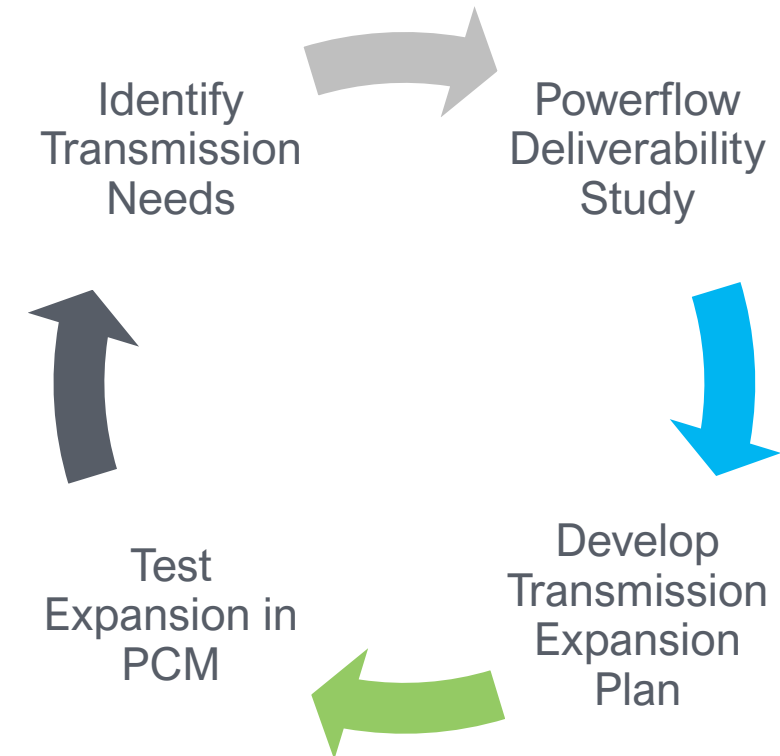 Identify
Transmission
Needs
Powerflow
Deliverability
Study
Develop
Transmission
Expansion
Plan
Test
Expansion in
PCM